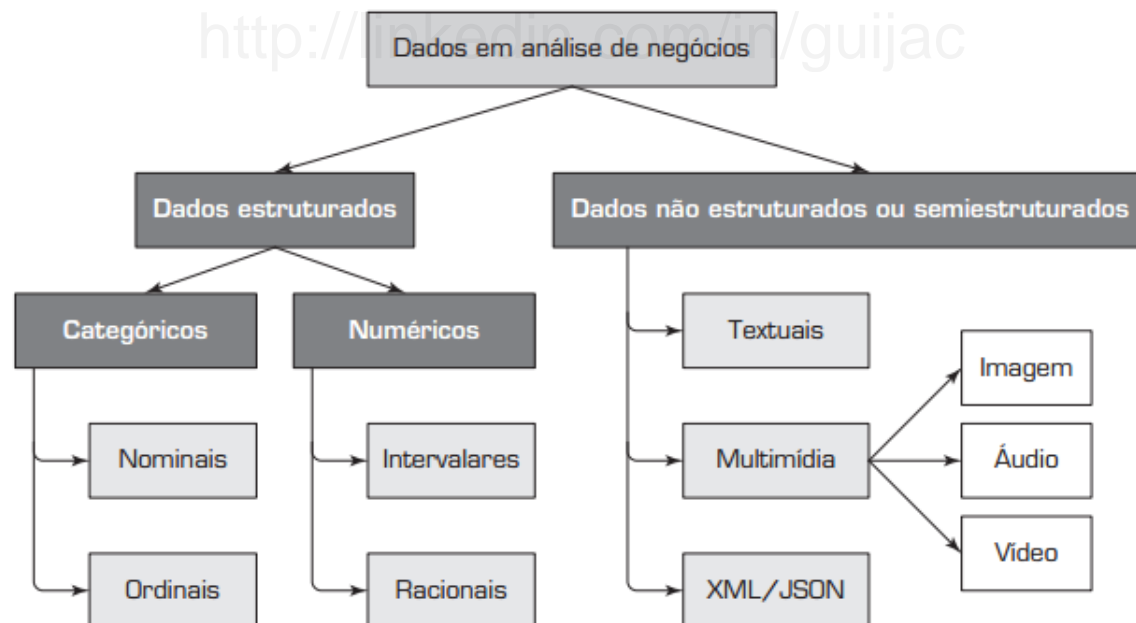 http://linkedin.com/in/guijac
Dados em análise de negócios
Dados estruturados
Dados não estruturados ou semiestruturados
Categóricos
Numéricos
Textuais
Imagem
Nominais
Intervalares
Multimídia
Áudio
Vídeo
Ordinais
Racionais
XML/JSON